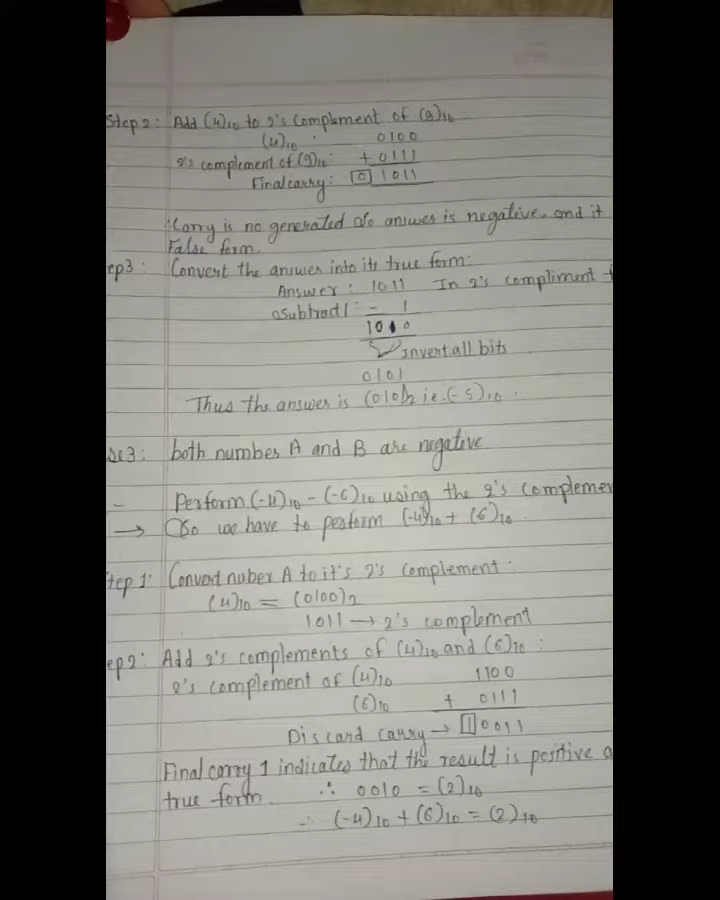 Step 2: Add (4)10 to 2's complement of (9)10
(4)10 : 0100
2's complement of (9)10: + 0111
Final carry: [0] 1011
Carry is no generated so answer is negative. and it
False form.
ep3: Convert the answer into its true form:
Answer : 1011 In 2's compliment f
Subtract 1 : - 1
1010
Invert all bits
0101
Thus the answer is (0101)2 i.e. (-5)10.
se3: both number A and B are negative
- Perform (-4)10 - (-6)10 using the 2's complemen
→ So we have to perform (-4)10 + (6)10.
tep 1: Convert nuber A to it's 2's complement:
(4)10 = (0100)2
1011 → 2's complement
ep2: Add 2's complements of (4)10 and (6)10 :
2's complement of (4)10 1100
(6)10 + 0111
Discard carry → [1] 0011
Final carry 1 indicates that the result is positive a
true form. ∴ 0010 = (2)10
∴ (-4)10 + (6)10 = (2)10